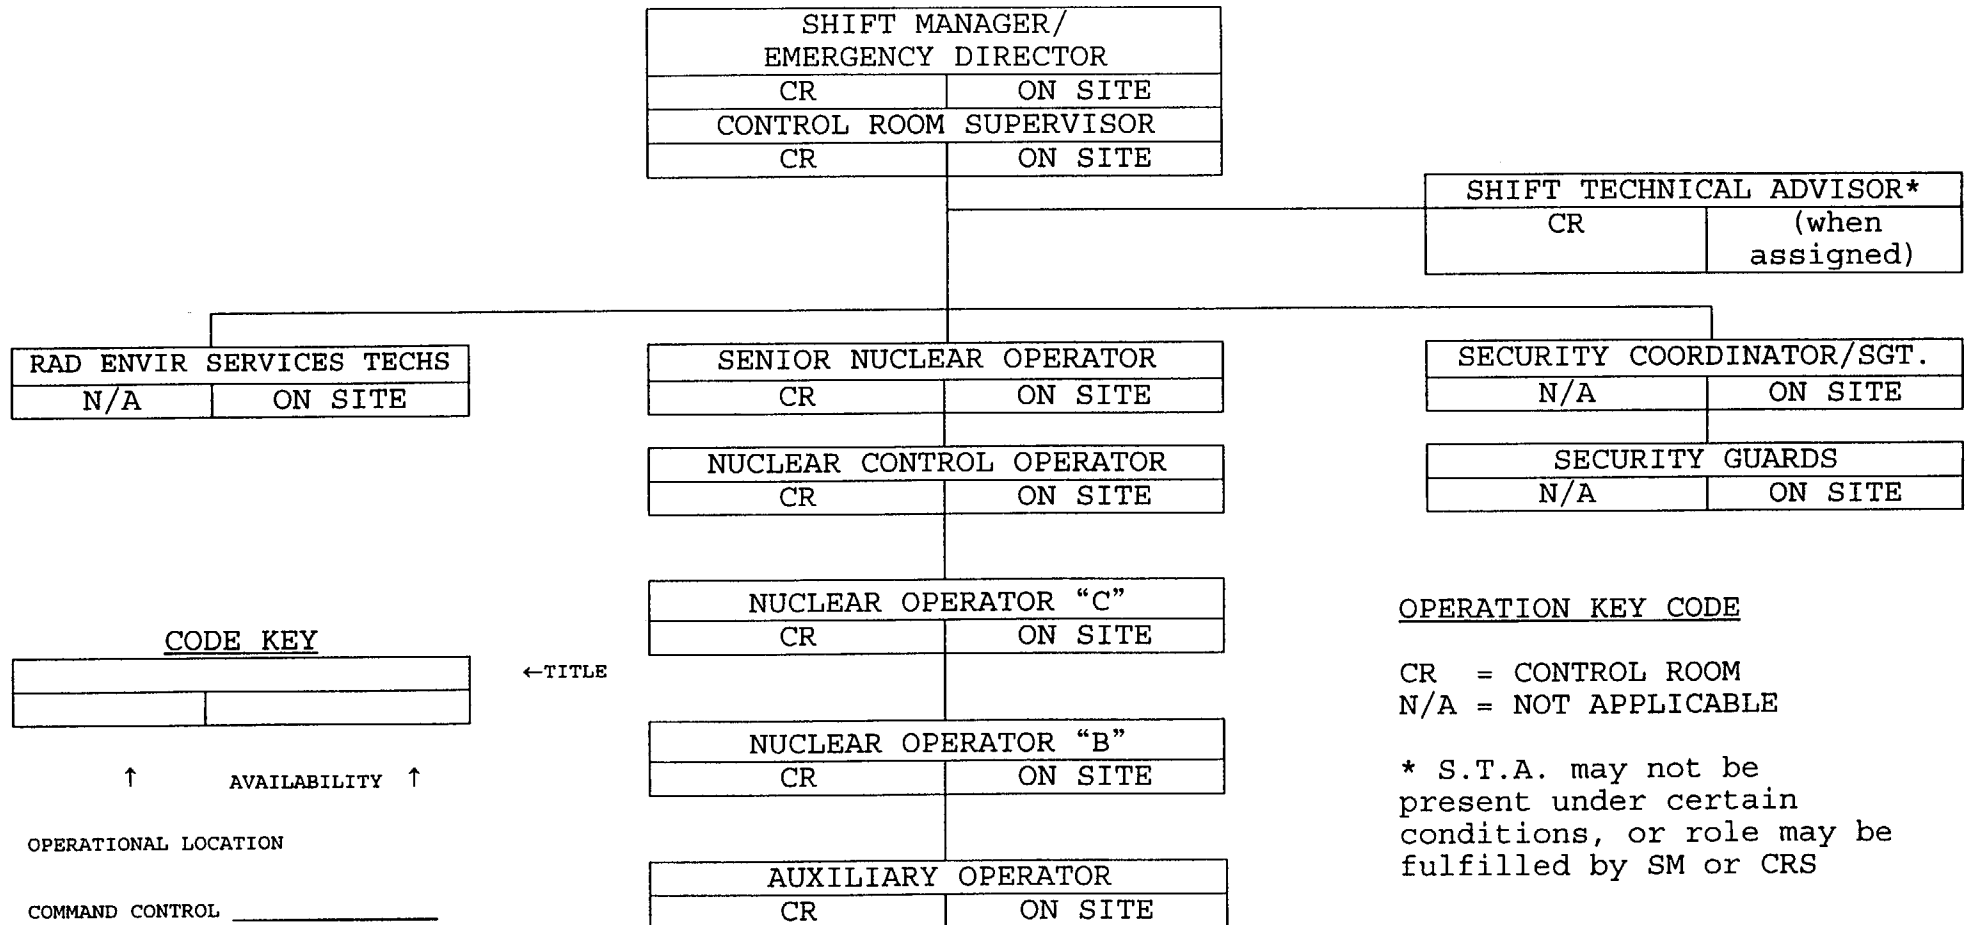 SHIFT MANAGER/
EMERGENCY DIRECTOR
CR ON SITE
CONTROL ROOM SUPERVISOR
CR ON SITE
SHIFT TECHNICAL ADVISOR*
CR (when
assigned)
RAD ENVIR SERVICES TECHS
N/A ON SITE
SENIOR NUCLEAR OPERATOR
CR ON SITE
SECURITY COORDINATOR/SGT.
N/A ON SITE
NUCLEAR CONTROL OPERATOR
CR ON SITE
SECURITY GUARDS
N/A ON SITE
NUCLEAR OPERATOR “C”
CR ON SITE
NUCLEAR OPERATOR “B”
CR ON SITE
AUXILIARY OPERATOR
CR ON SITE
CODE KEY
←TITLE
↑ AVAILABILITY ↑
OPERATIONAL LOCATION
COMMAND CONTROL
OPERATION KEY CODE
CR = CONTROL ROOM
N/A = NOT APPLICABLE
* S.T.A. may not be
present under certain
conditions, or role may be
fulfilled by SM or CRS